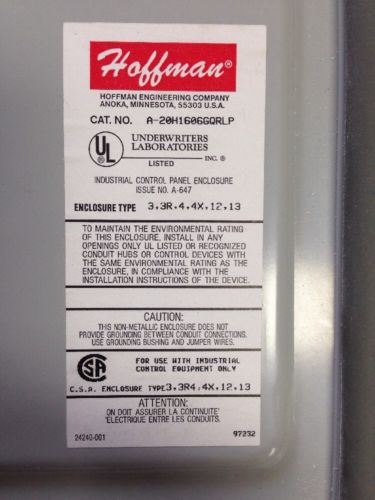 Hoffman®
HOFFMAN ENGINEERING COMPANY
ANOKA, MINNESOTA, 55303 U.S.A.
CAT. NO. A-20H1606GQRLP
UL
UNDERWRITERS
LABORATORIES
INC.®
LISTED
INDUSTRIAL CONTROL PANEL ENCLOSURE
ISSUE NO. A-647
ENCLOSURE TYPE 3,3R,4,4X,12,13
TO MAINTAIN THE ENVIRONMENTAL RATING
OF THIS ENCLOSURE, INSTALL IN ANY
OPENINGS ONLY UL LISTED OR RECOGNIZED
CONDUIT HUBS OR CONTROL DEVICES WITH
THE SAME ENVIRONMENTAL RATING AS THE
ENCLOSURE, IN COMPLIANCE WITH THE
INSTALLATION INSTRUCTIONS OF THE DEVICE.
CAUTION:
THIS NON-METALLIC ENCLOSURE DOES NOT
PROVIDE GROUNDING BETWEEN CONDUIT CONNECTIONS.
USE GROUNDING BUSHING AND JUMPER WIRES.
SA
FOR USE WITH INDUSTRIAL
CONTROL EQUIPMENT ONLY
C.S.A. ENCLOSURE TYPE 3,3R4,4X,12,13
ATTENTION:
ON DOIT ASSURER LA CONTINUITE'
'ELECTRIQUE ENTRE LES CONDUITS.
24240-001
97232